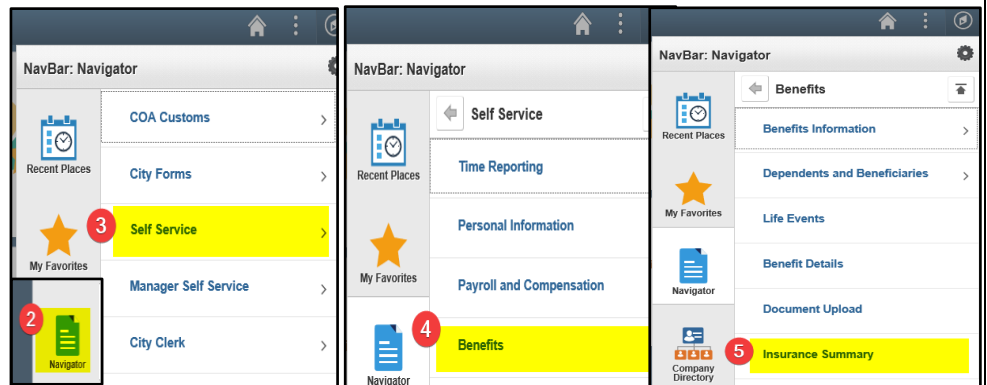 NavBar: Navigator
Recent Places
My Favorites
2
Navigator
COA Customs
City Forms
3
Self Service
Manager Self Service
City Clerk
NavBar: Navigator
Recent Places
My Favorites
Navigator
Self Service
Time Reporting
Personal Information
Payroll and Compensation
4
Benefits
NavBar: Navigator
Recent Places
My Favorites
Navigator
Company
Directory
Benefits
Benefits Information
Dependents and Beneficiaries
Life Events
Benefit Details
Document Upload
5
Insurance Summary